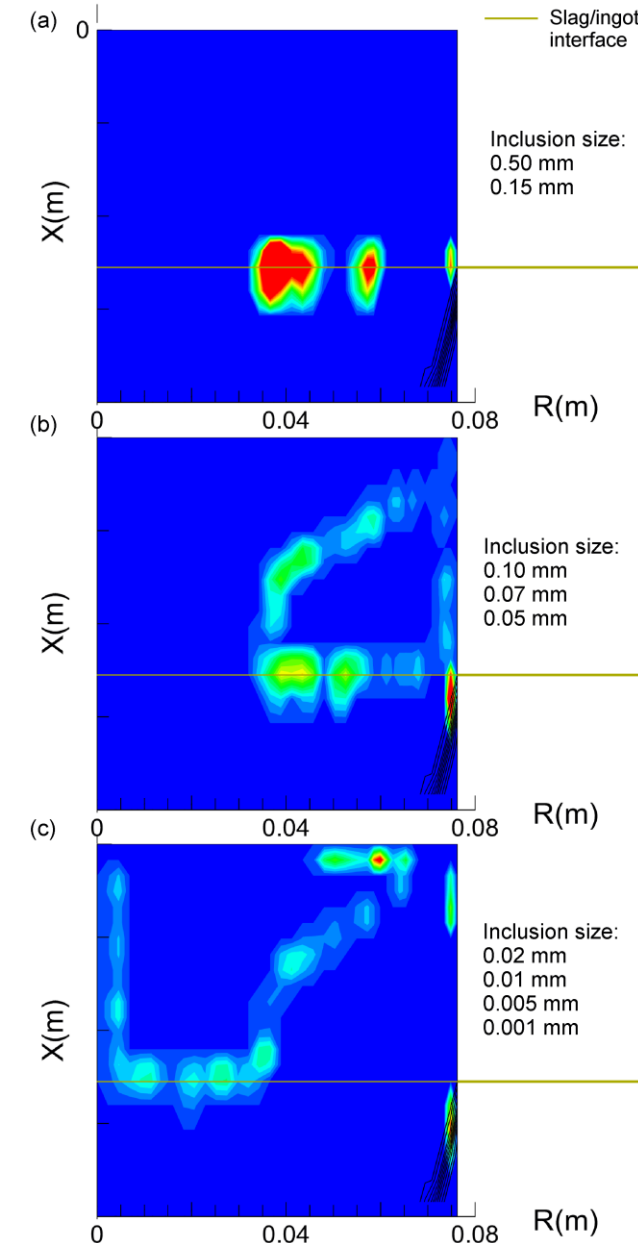 (a)
0
Slag/ingot
interface
Inclusion size:
0.50 mm
0.15 mm
X(m)
0
0.04
0.08
R(m)
(b)
Inclusion size:
0.10 mm
0.07 mm
0.05 mm
X(m)
0
0.04
0.08
R(m)
(c)
Inclusion size:
0.02 mm
0.01 mm
0.005 mm
0.001 mm
X(m)
0
0.04
0.08
R(m)